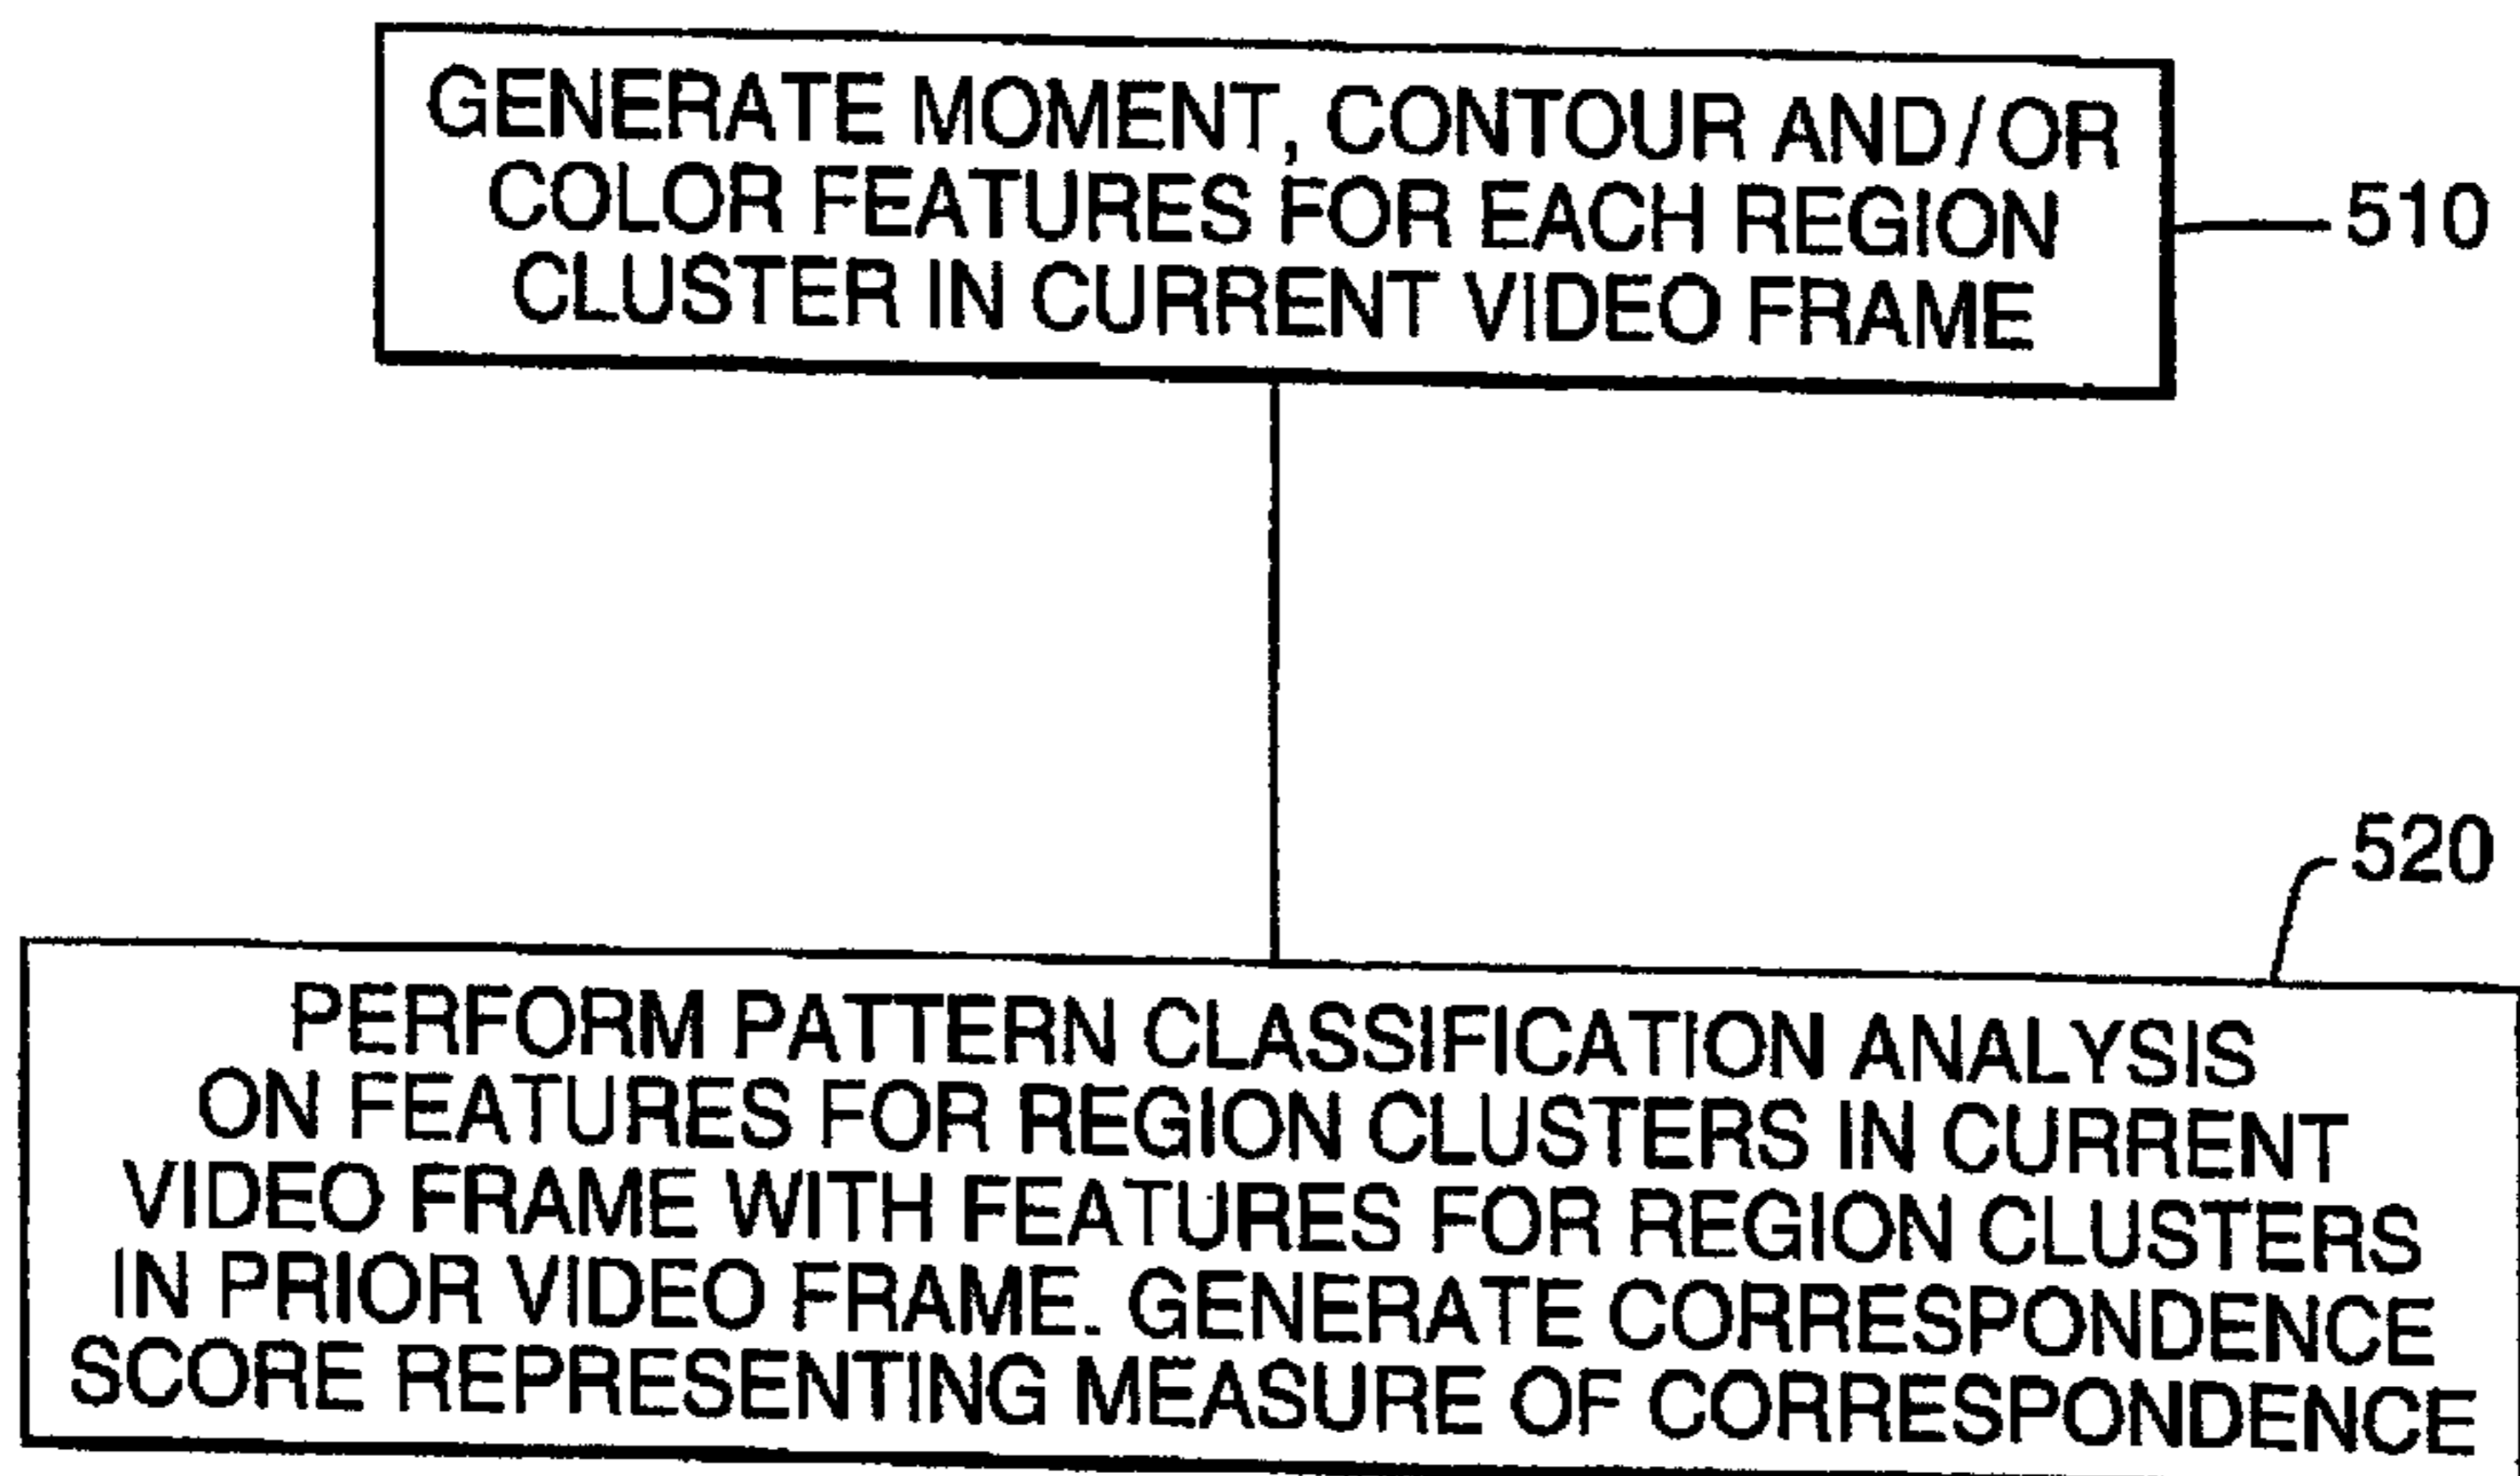 GENERATE MOMENT, CONTOUR AND/OR
COLOR FEATURES FOR EACH REGION
CLUSTER IN CURRENT VIDEO FRAME
510
520
PERFORM PATTERN CLASSIFICATION ANALYSIS
ON FEATURES FOR REGION CLUSTERS IN CURRENT
VIDEO FRAME WITH FEATURES FOR REGION CLUSTERS
IN PRIOR VIDEO FRAME. GENERATE CORRESPONDENCE
SCORE REPRESENTING MEASURE OF CORRESPONDENCE